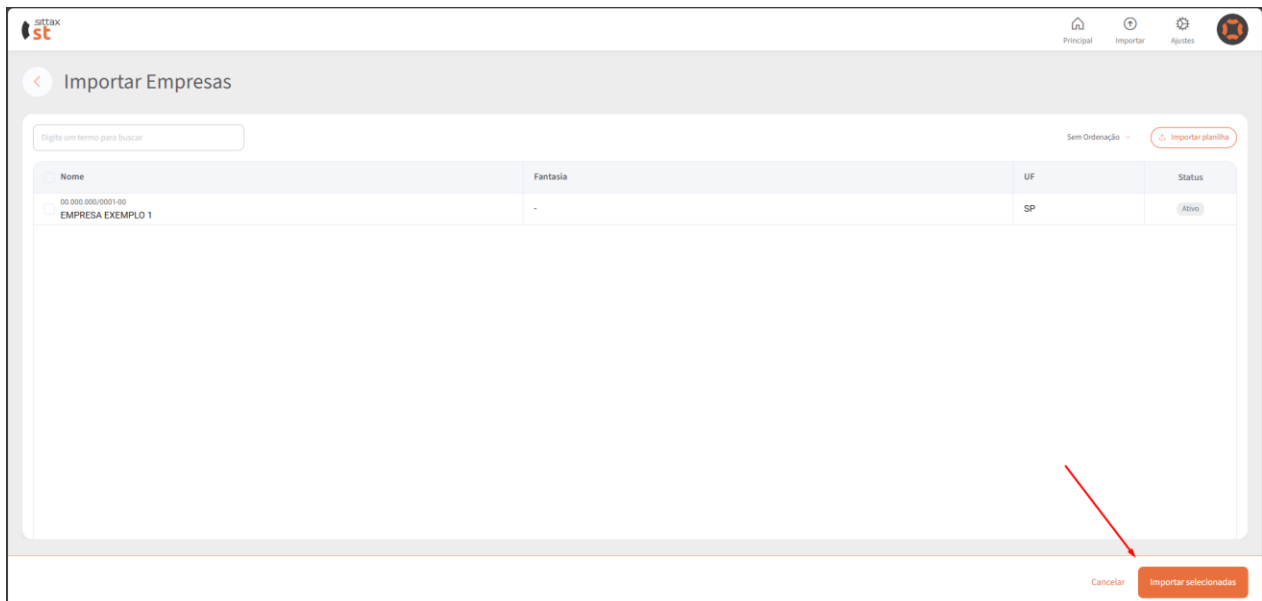 sittax
st
Principal
Importar
Ajustes
Importar Empresas
Digite um termo para buscar
Sem Ordenação
Importar planilha
Nome
Fantasia
UF
Status
00.000.000/0001-00
EMPRESA EXEMPLO 1
-
SP
Ativo
Cancelar
Importar selecionadas